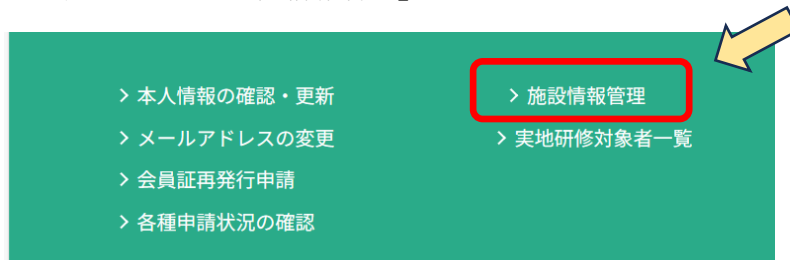 > 本人情報の確認・更新
> メールアドレスの変更
> 会員証再発行申請
> 各種申請状況の確認
> 施設情報管理
> 実地研修対象者一覧